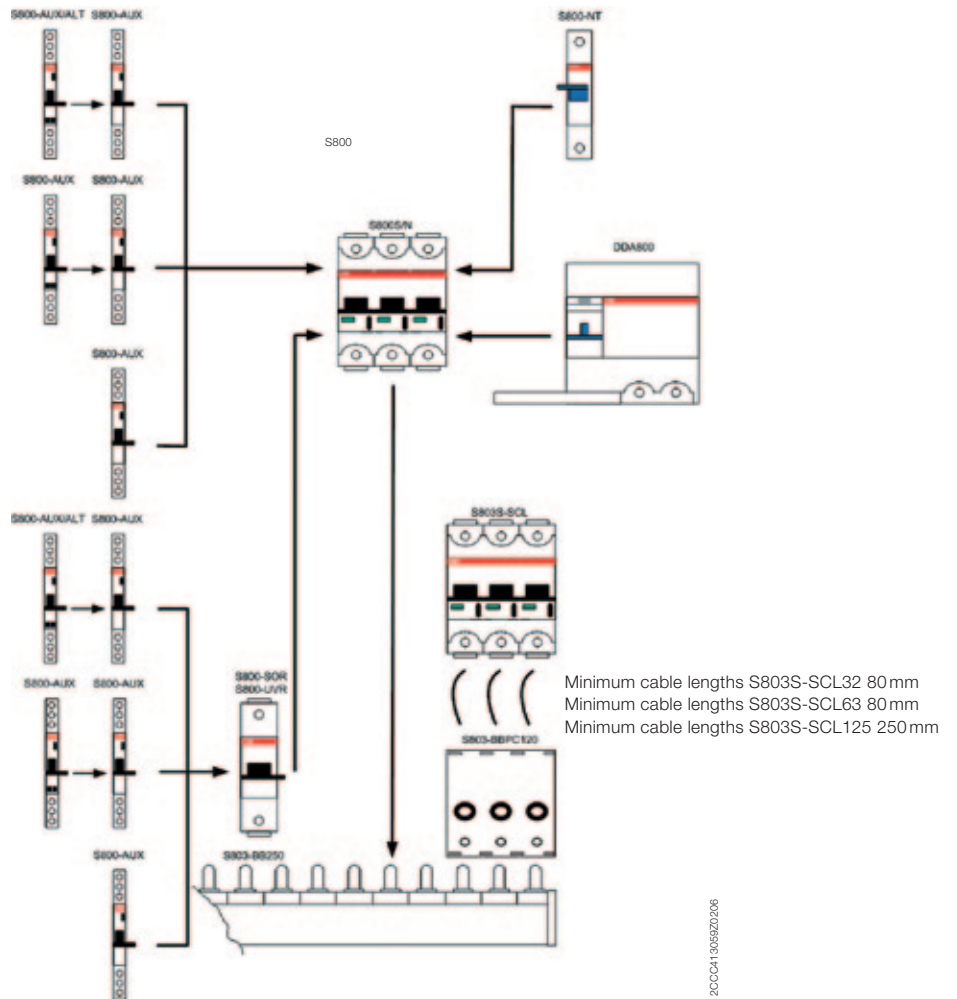 S800-AUX/ALT S800-AUX
S800-NT
S800
S800-AUX S800-AUX
S800S/N
DDA800
S800-AUX
S803S-SCL
S800-AUX/ALT S800-AUX
S800-SOR
S800-UVR
S800-AUX S800-AUX
Minimum cable lengths S803S-SCL32 80 mm
Minimum cable lengths S803S-SCL63 80 mm
Minimum cable lengths S803S-SCL125 250 mm
S803-BBFC120
S803-BB250
S800-AUX
2CCC413059Z0206